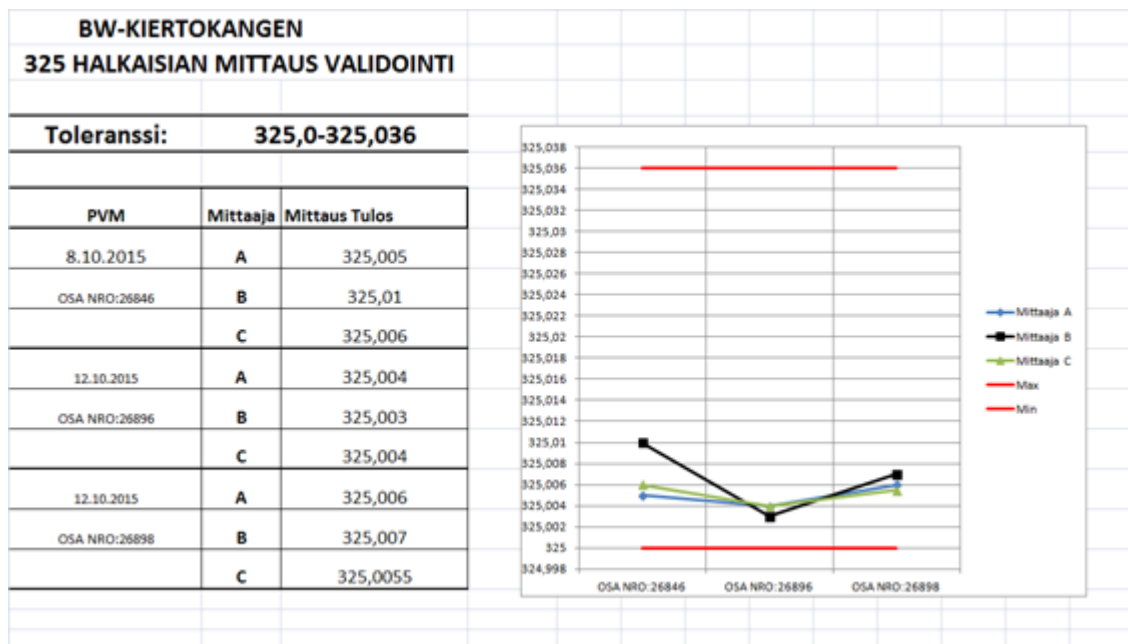 BW-KIERTOKANGEN
325 HALKAISIAN MITTAUS VALIDOINTI
Toleranssi: 325,0-325,036
PVM Mittaaja Mittaus Tulos
8.10.2015 A 325,005
OSA NRO:26846 B 325,01
C 325,006
12.10.2015 A 325,004
OSA NRO:26896 B 325,003
C 325,004
12.10.2015 A 325,006
OSA NRO:26898 B 325,007
C 325,0055
325,038
325,036
325,034
325,032
325,03
325,028
325,026
325,024
325,022
325,02
325,018
325,016
325,014
325,012
325,01
325,008
325,006
325,004
325,002
325
324,998
OSA NRO:26846 OSA NRO:26896 OSA NRO:26898
Mittaaja A
Mittaaja B
Mittaaja C
Max
Min